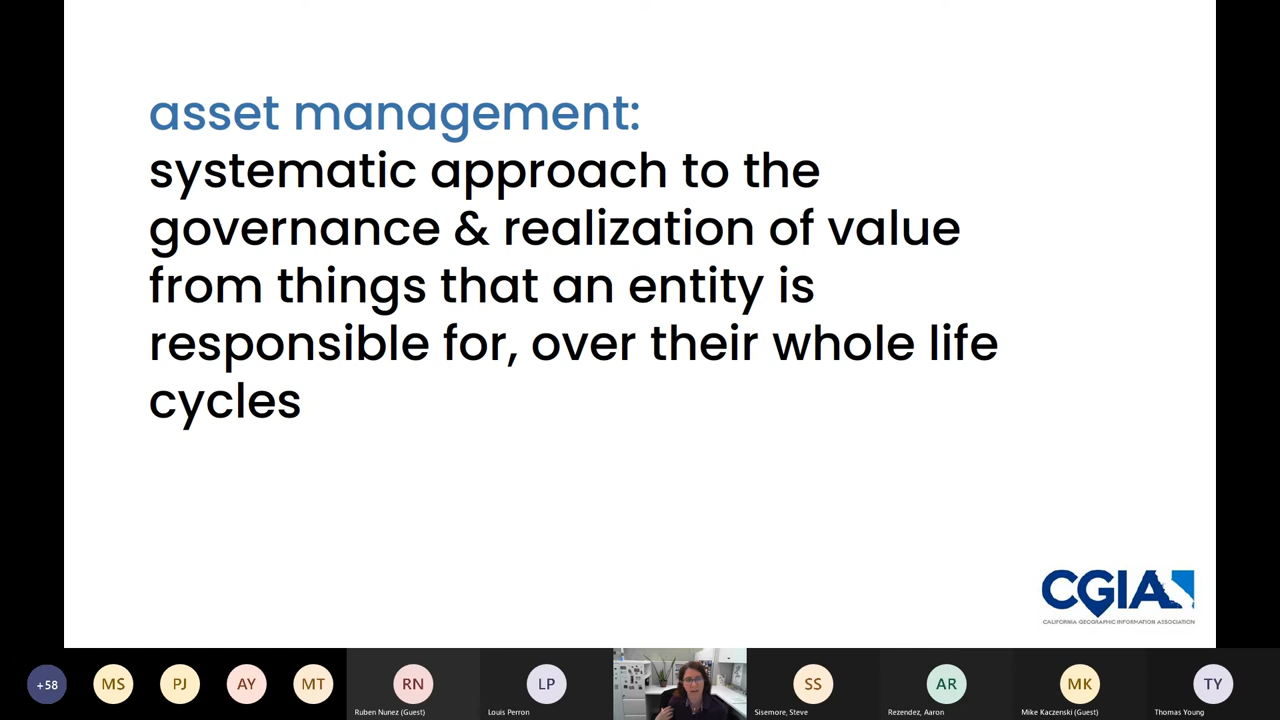 asset management:
systematic approach to the
governance & realization of value
from things that an entity is
responsible for, over their whole life
cycles
CGIA
CALIFORNIA GEOGRAPHIC INFORMATION ASSOCIATION
+58
MS
PJ
AY
MT
RN
LP
SS
AR
MK
TY
Ruben Nunez (Guest)
Louis Perron
Sisemore, Steve
Rezendez, Aaron
Mike Kaczenski (Guest)
Thomas Young